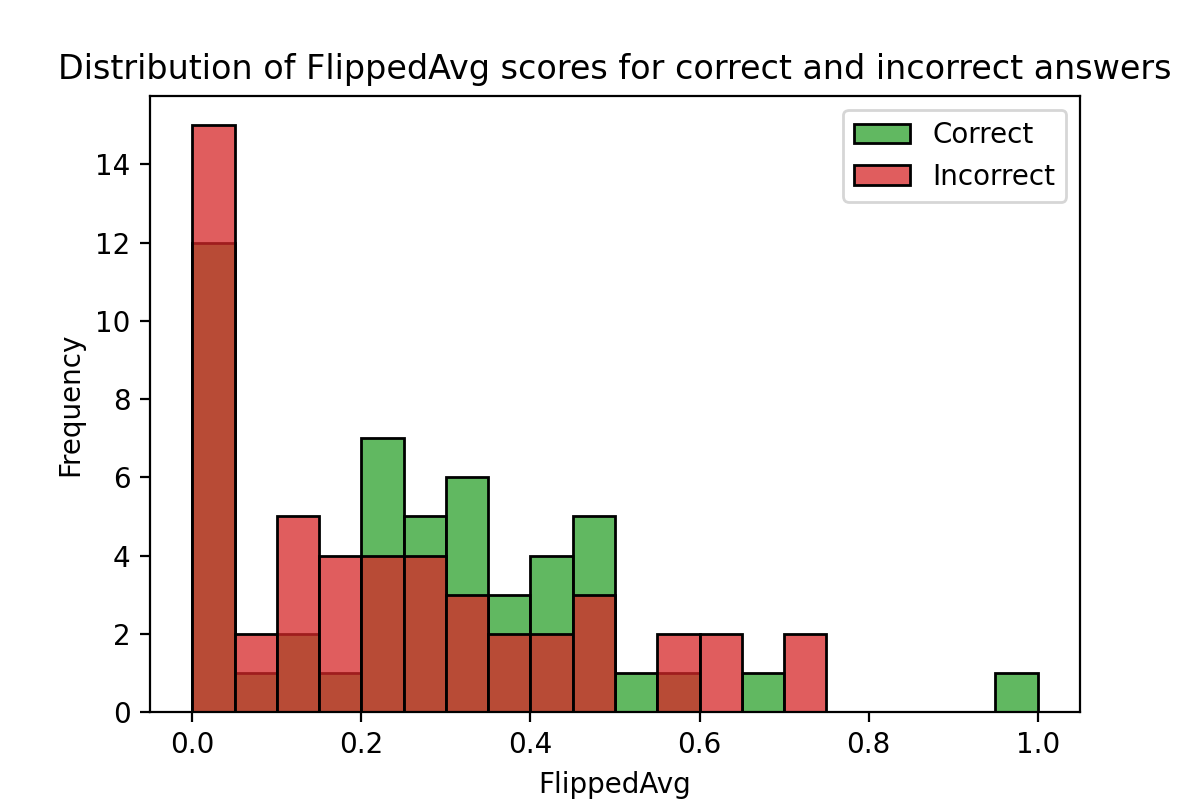 Distribution of FlippedAvg scores for correct and incorrect answers
Correct
Incorrect
Frequency
14
12
10
8
6
4
2
0
0.0 0.2 0.4 0.6 0.8 1.0
FlippedAvg